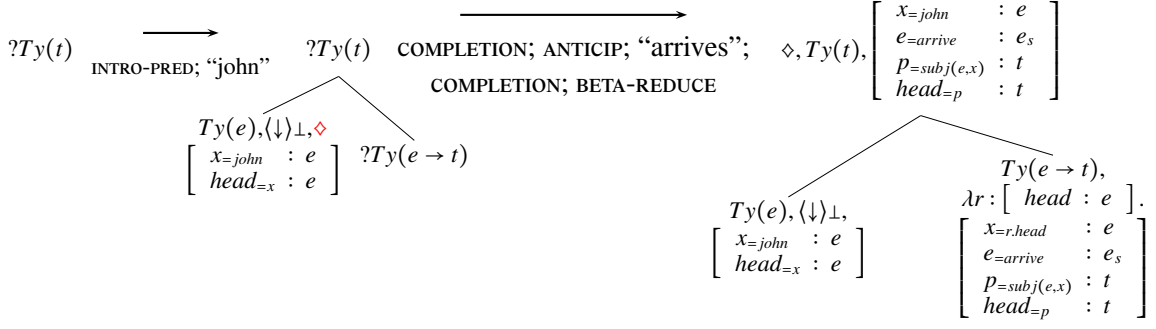 ?Ty(t)
INTRO-PRED; “john”
?Ty(t)
Ty(e),⟨↓⟩⊥,◇
[ x=john : e
head=x : e ]
?Ty(e → t)
COMPLETION; ANTICIP; “arrives”;
COMPLETION; BETA-REDUCE
◇, Ty(t), [ x=john : e
e=arrive : es
p=subj(e,x) : t
head=p : t ]
Ty(e),⟨↓⟩⊥,
[ x=john : e
head=x : e ]
Ty(e → t),
λr : [ head : e ] .
[ x=r.head : e
e=arrive : es
p=subj(e,x) : t
head=p : t ]